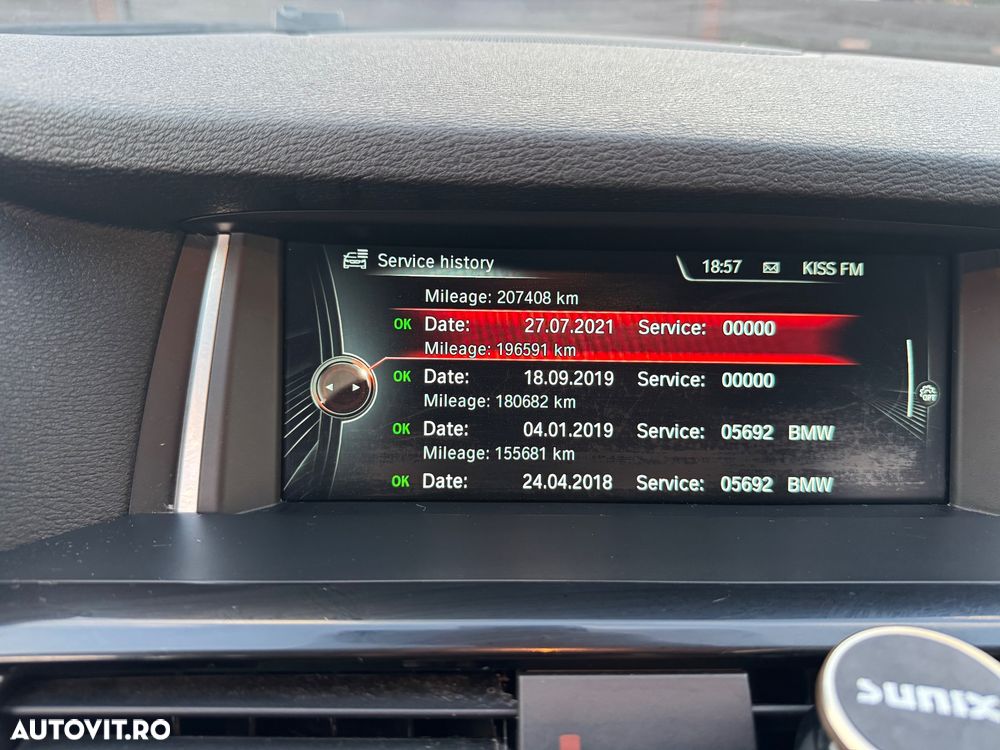 Service history
18:57 KISS FM
Mileage: 207408 km
OK Date: 27.07.2021 Service: 00000
Mileage: 196591 km
OK Date: 18.09.2019 Service: 00000
Mileage: 180682 km
OK Date: 04.01.2019 Service: 05692 BMW
Mileage: 155681 km
OK Date: 24.04.2018 Service: 05692 BMW
OFF
sunix
AUTOVIT.RO